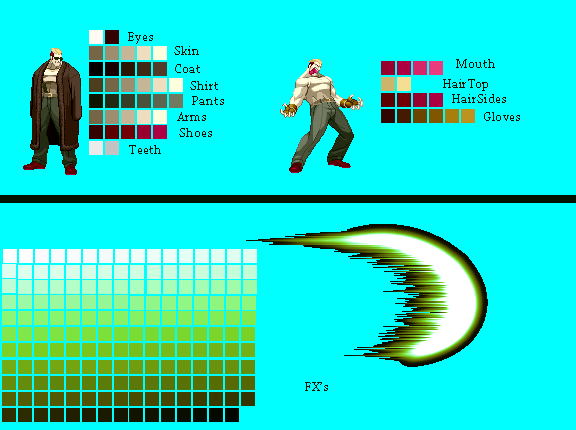 Eyes
Skin
Coat
Shirt
Pants
Arms
Shoes
Teeth
Mouth
HairTop
HairSides
Gloves
FX's